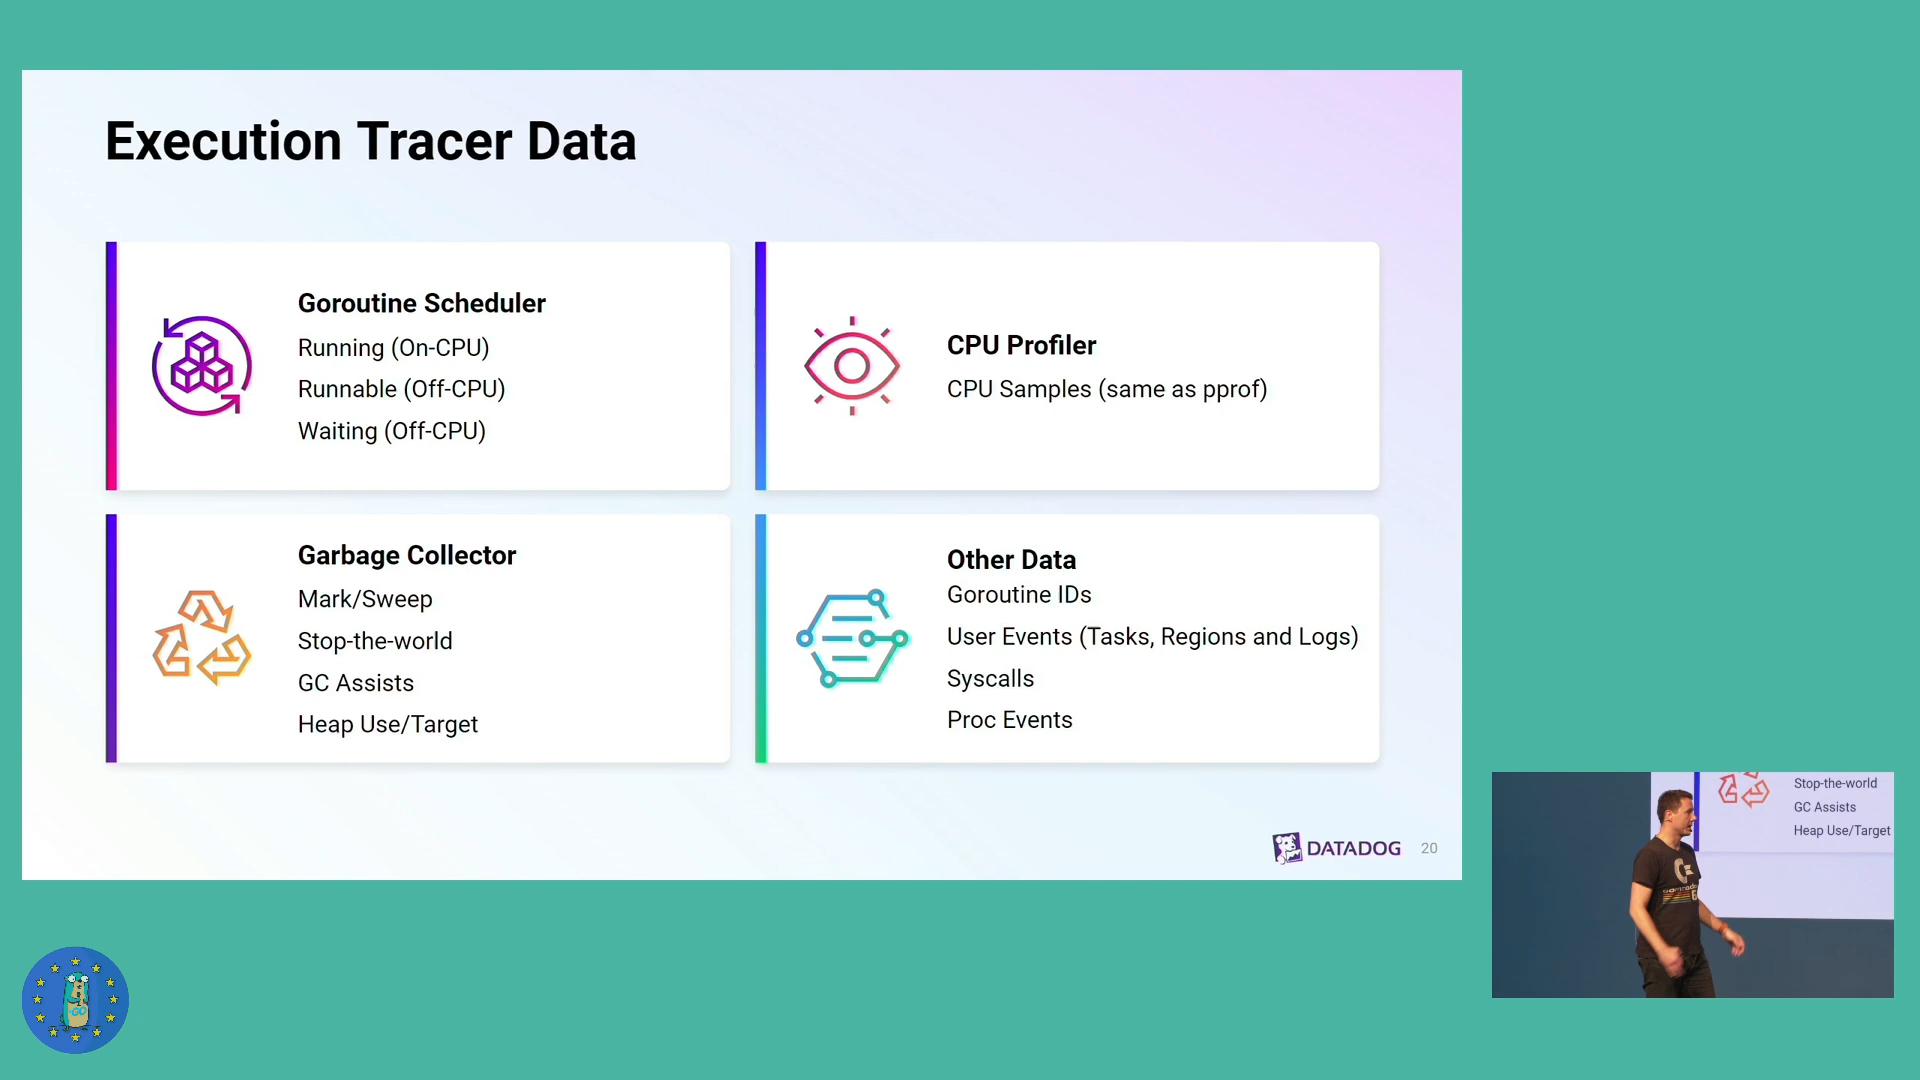 Execution Tracer Data
Goroutine Scheduler
Running (On-CPU)
Runnable (Off-CPU)
Waiting (Off-CPU)
CPU Profiler
CPU Samples (same as pprof)
Garbage Collector
Mark/Sweep
Stop-the-world
GC Assists
Heap Use/Target
Other Data
Goroutine IDs
User Events (Tasks, Regions and Logs)
Syscalls
Proc Events
DATADOG
20
Stop-the-world
GC Assists
Heap Use/Target
GO